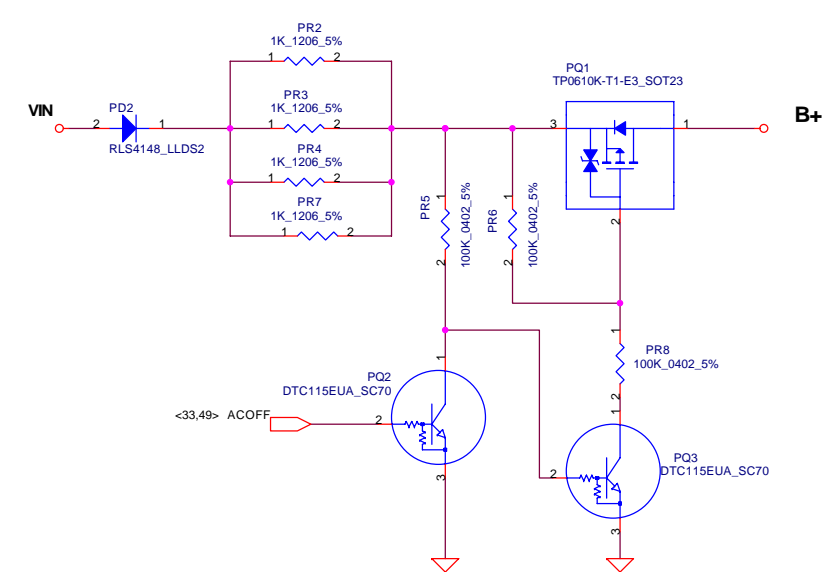 PR2
1K_1206_5%
1 2
PR3
1K_1206_5%
1 2
PR4
1K_1206_5%
1 2
PR7
1K_1206_5%
1 2
VIN
PD2
2 1
RLS4148_LLDS2
PQ1
TP0610K-T1-E3_SOT23
3 1
2
B+
PR5
100K_0402_5%
1 2
PR6
100K_0402_5%
1 2
PR8
100K_0402_5%
1 2
PQ2
DTC115EUA_SC70
1
2
3
<33,49> ACOFF
PQ3
DTC115EUA_SC70
1
2
3